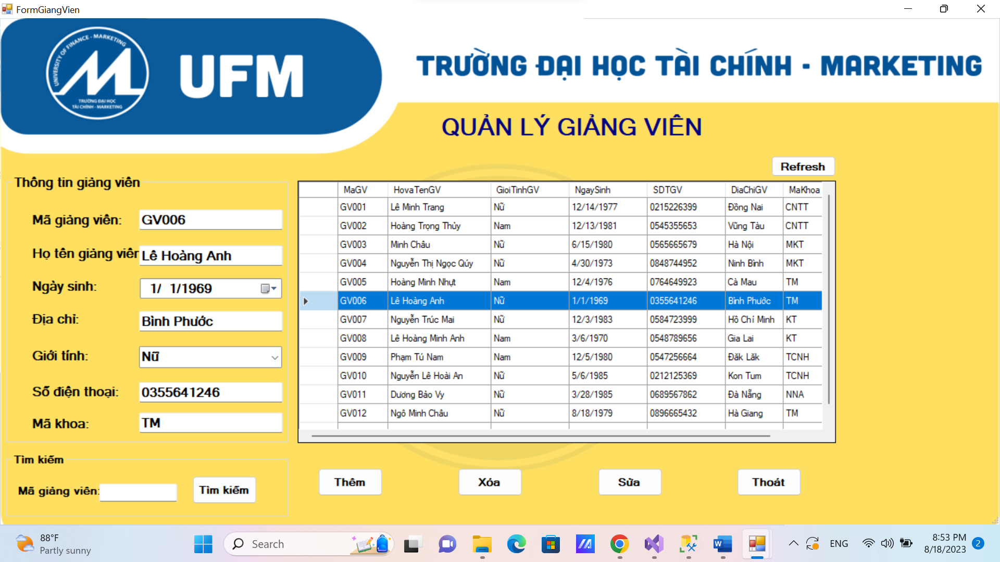 FormGiangVien
UNIVERSITY OF FINANCE - MARKETING
TRƯỜNG ĐẠI HỌC
TÀI CHÍNH - MARKETING
UFM
TRƯỜNG ĐẠI HỌC TÀI CHÍNH - MARKETING
QUẢN LÝ GIẢNG VIÊN
Refresh
Thông tin giảng viên
Mã giảng viên: GV006
Họ tên giảng viên Lê Hoàng Anh
Ngày sinh: 1/ 1/1969
Địa chỉ: Bình Phước
Giới tính: Nữ
Số điện thoại: 0355641246
Mã khoa: TM
MaGV HovaTenGV GioiTinhGV NgaySinh SDTGV DiaChiGV MaKhoa
GV001 Lê Minh Trang Nữ 12/14/1977 0215226399 Đồng Nai CNTT
GV002 Hoàng Trọng Thủy Nam 12/13/1981 0545355653 Vũng Tàu CNTT
GV003 Minh Châu Nữ 6/15/1980 0565665679 Hà Nội MKT
GV004 Nguyễn Thị Ngọc Qúy Nữ 4/30/1973 0848744952 Ninh Bình MKT
GV005 Hoàng Minh Nhựt Nam 12/4/1976 0764649923 Cà Mau TM
GV006 Lê Hoàng Anh Nữ 1/1/1969 0355641246 Bình Phước TM
GV007 Nguyễn Trúc Mai Nữ 12/3/1983 0584723999 Hồ Chí Minh KT
GV008 Lê Hoàng Minh Anh Nam 3/6/1970 0548789656 Gia Lai KT
GV009 Phạm Tú Nam Nam 12/5/1980 0547256664 Đăk Lăk TCNH
GV010 Nguyễn Lê Hoài An Nữ 5/6/1985 0212125369 Kon Tum TCNH
GV011 Dương Bảo Vy Nữ 3/28/1985 0689567862 Đà Nẵng NNA
GV012 Ngô Minh Châu Nữ 8/18/1979 0896665432 Hà Giang TM
Tìm kiếm
Mã giảng viên: Tìm kiếm
Thêm Xóa Sửa Thoát
88°F
Partly sunny
Search
ENG
8:53 PM
8/18/2023
2